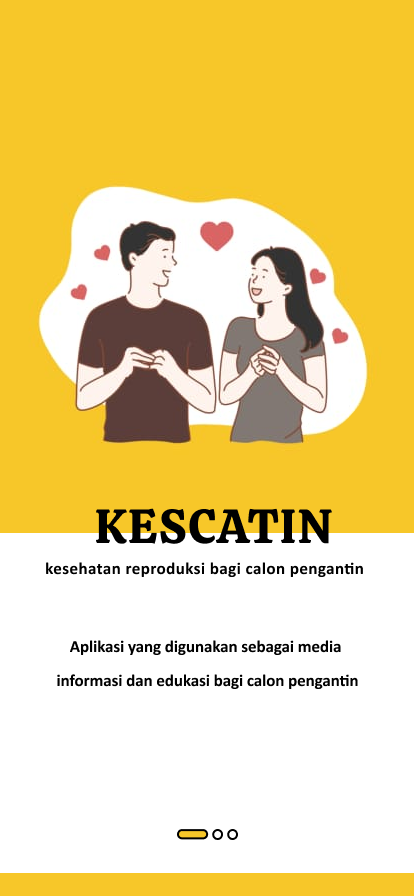 KESCATIN
kesehatan reproduksi bagi calon pengantin
Aplikasi yang digunakan sebagai media
informasi dan edukasi bagi calon pengantin